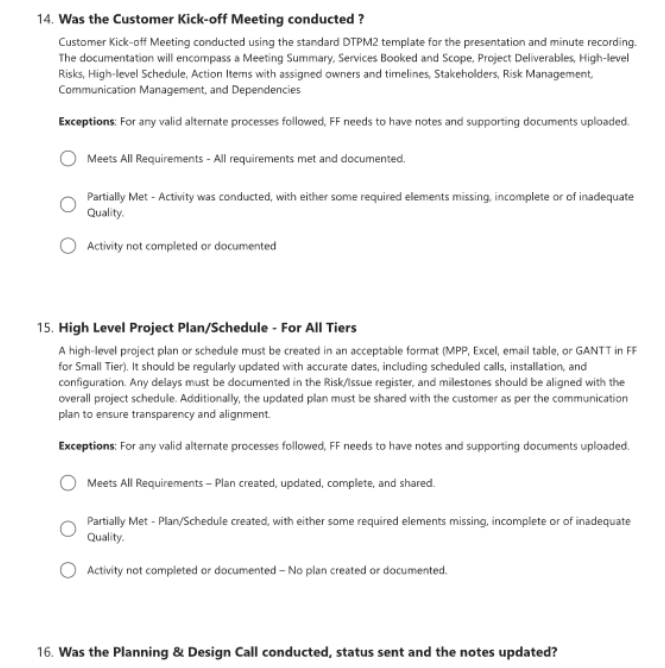 14. Was the Customer Kick-off Meeting conducted ?
Customer Kick-off Meeting conducted using the standard DTPM2 template for the presentation and minute recording.
The documentation will encompass a Meeting Summary, Services Booked and Scope, Project Deliverables, High-level
Risks, High-level Schedule, Action Items with assigned owners and timelines, Stakeholders, Risk Management,
Communication Management, and Dependencies
Exceptions: For any valid alternate processes followed, FF needs to have notes and supporting documents uploaded.
Meets All Requirements - All requirements met and documented.
Partially Met - Activity was conducted, with either some required elements missing, incomplete or of inadequate
Quality.
Activity not completed or documented
15. High Level Project Plan/Schedule - For All Tiers
A high-level project plan or schedule must be created in an acceptable format (MPP, Excel, email table, or GANTT in FF
for Small Tier). It should be regularly updated with accurate dates, including scheduled calls, installation, and
configuration. Any delays must be documented in the Risk/Issue register, and milestones should be aligned with the
overall project schedule. Additionally, the updated plan must be shared with the customer as per the communication
plan to ensure transparency and alignment.
Exceptions: For any valid alternate processes followed, FF needs to have notes and supporting documents uploaded.
Meets All Requirements – Plan created, updated, complete, and shared.
Partially Met - Plan/Schedule created, with either some required elements missing, incomplete or of inadequate
Quality.
Activity not completed or documented – No plan created or documented.
16. Was the Planning & Design Call conducted, status sent and the notes updated?